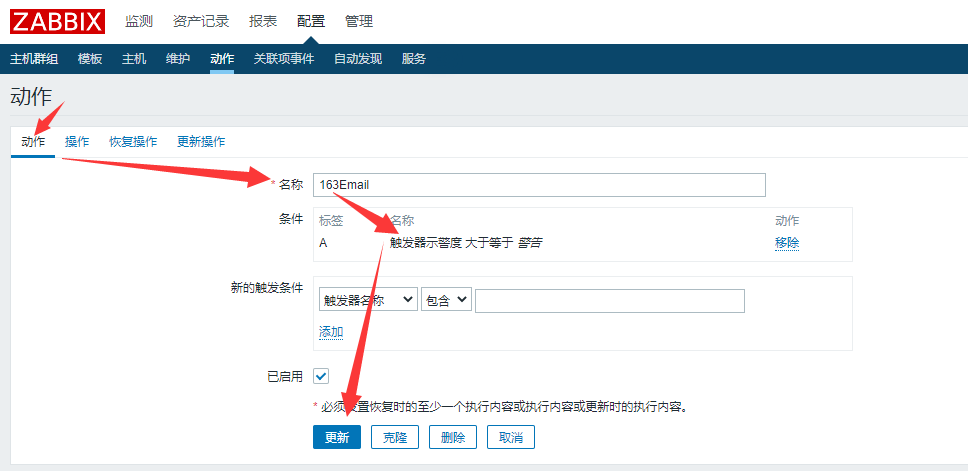 ZABBIX 监测 资产记录 报表 配置 管理
主机群组 模板 主机 维护 动作 关联项事件 自动发现 服务
动作
动作 操作 恢复操作 更新操作
* 名称 163Email
条件 标签 名称 动作
A 触发器示警度 大于等于 警告 移除
新的触发条件
触发器名称 包含
添加
已启用
* 必须设置恢复时的至少一个执行内容或执行内容或更新时的执行内容。
更新 克隆 删除 取消